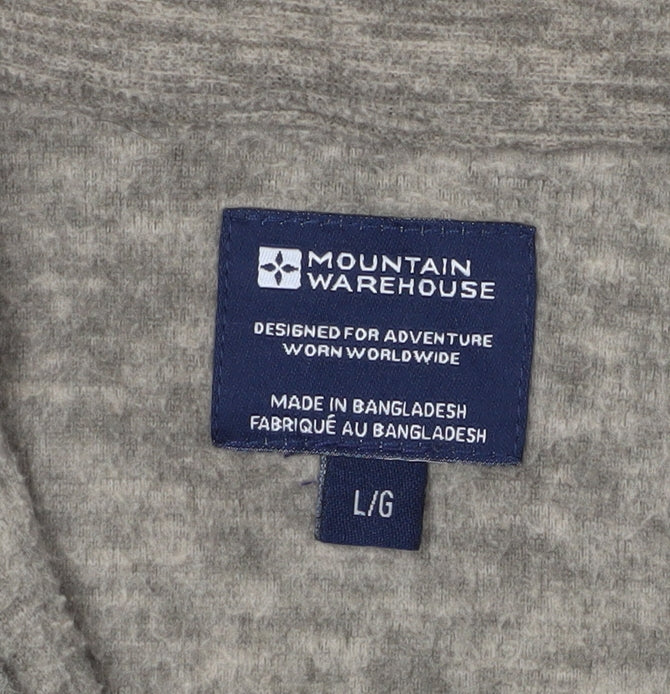 MOUNTAIN
WAREHOUSE
DESIGNED FOR ADVENTURE
WORN WORLDWIDE
MADE IN BANGLADESH
FABRIQUÉ AU BANGLADESH
L/G